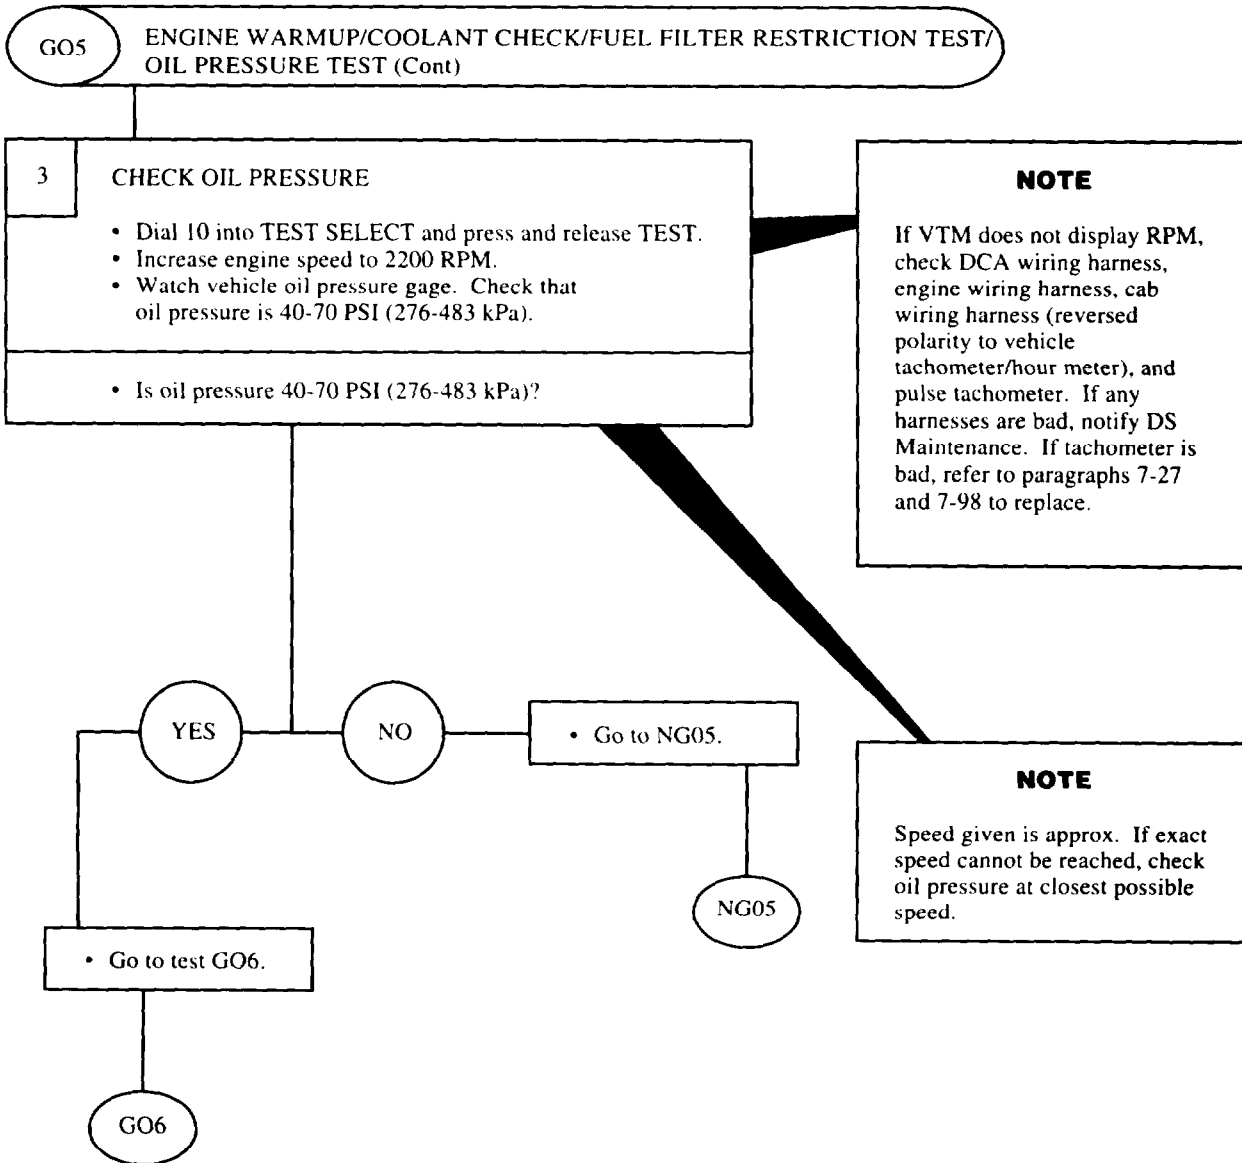 GO5
ENGINE WARMUP/COOLANT CHECK/FUEL FILTER RESTRICTION TEST/
OIL PRESSURE TEST (Cont)
3
CHECK OIL PRESSURE
• Dial 10 into TEST SELECT and press and release TEST.
• Increase engine speed to 2200 RPM.
• Watch vehicle oil pressure gage. Check that
oil pressure is 40-70 PSI (276-483 kPa).
• Is oil pressure 40-70 PSI (276-483 kPa)?
NOTE
If VTM does not display RPM,
check DCA wiring harness,
engine wiring harness, cab
wiring harness (reversed
polarity to vehicle
tachometer/hour meter), and
pulse tachometer. If any
harnesses are bad, notify DS
Maintenance. If tachometer is
bad, refer to paragraphs 7-27
and 7-98 to replace.
YES
NO
• Go to NG05.
NG05
NOTE
Speed given is approx. If exact
speed cannot be reached, check
oil pressure at closest possible
speed.
• Go to test GO6.
GO6